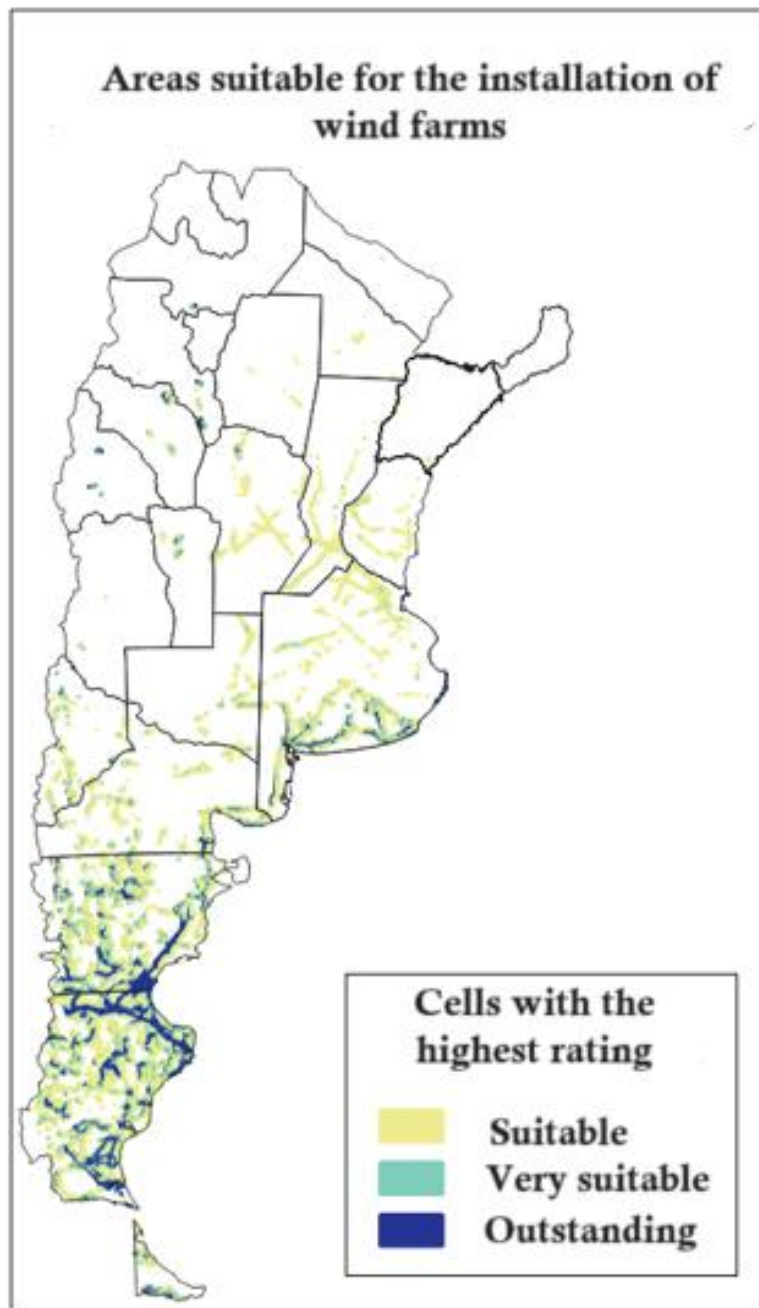 Areas suitable for the installation of
wind farms
Cells with the
highest rating
Suitable
Very suitable
Outstanding